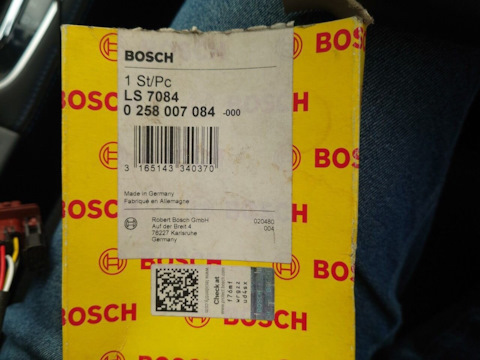 BOSCH
1 St/Pc
LS 7084
0 258 007 084 -000
3 165143 340370
Made in Germany
Fabriqué en Allemagne
Robert Bosch GmbH
Auf der Breit 4
76227 Karlsruhe
Germany
020480
004
Check at
BOSCH
BOSCH
BOSCH
BOSCH
BOSCH
BOSCH
BOSCH